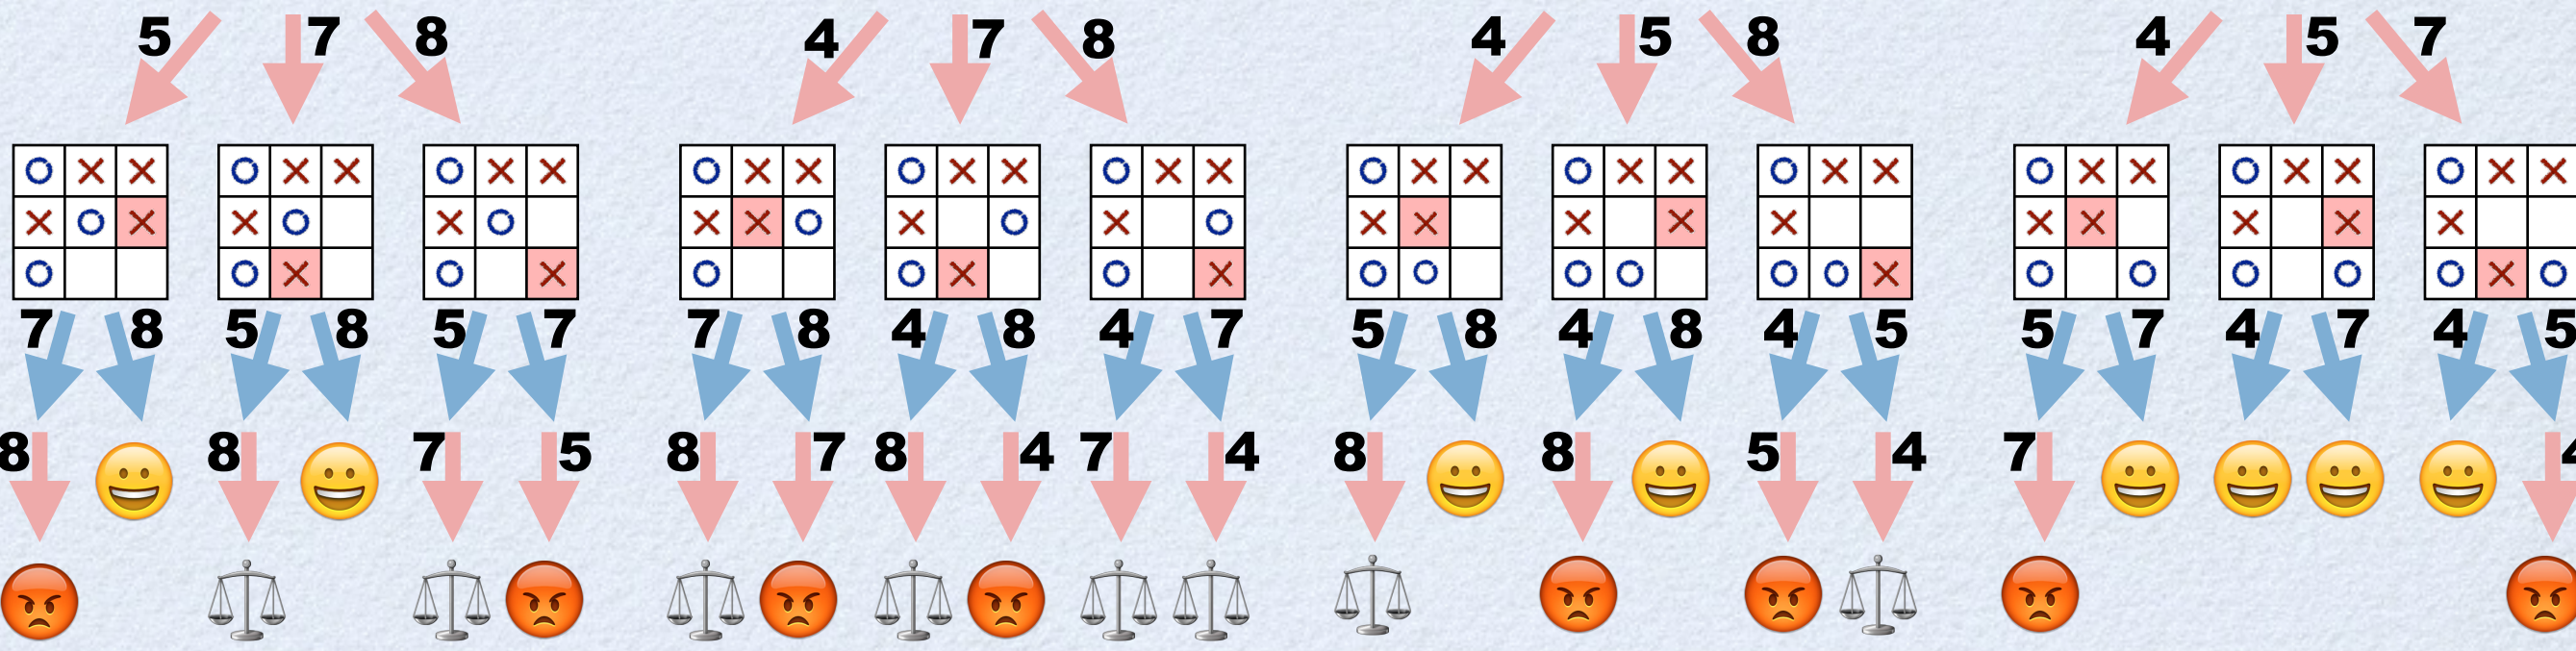 5 7 8 4 7 8 4 5 8 4 5 7
O X X O X X O X X O X X O X X O X X O X X O X X O X X O X X O X X O X X
X O X X O X O X X O X O X O X X X X X X X X X X
O O X O X O O X O X O O O O O O X O O O O O X O
7 8 5 8 5 7 7 8 4 8 4 7 5 8 4 8 4 5 5 7 4 7 4 5
8 8 7 5 8 7 8 4 7 4 8 8 5 4 7 4